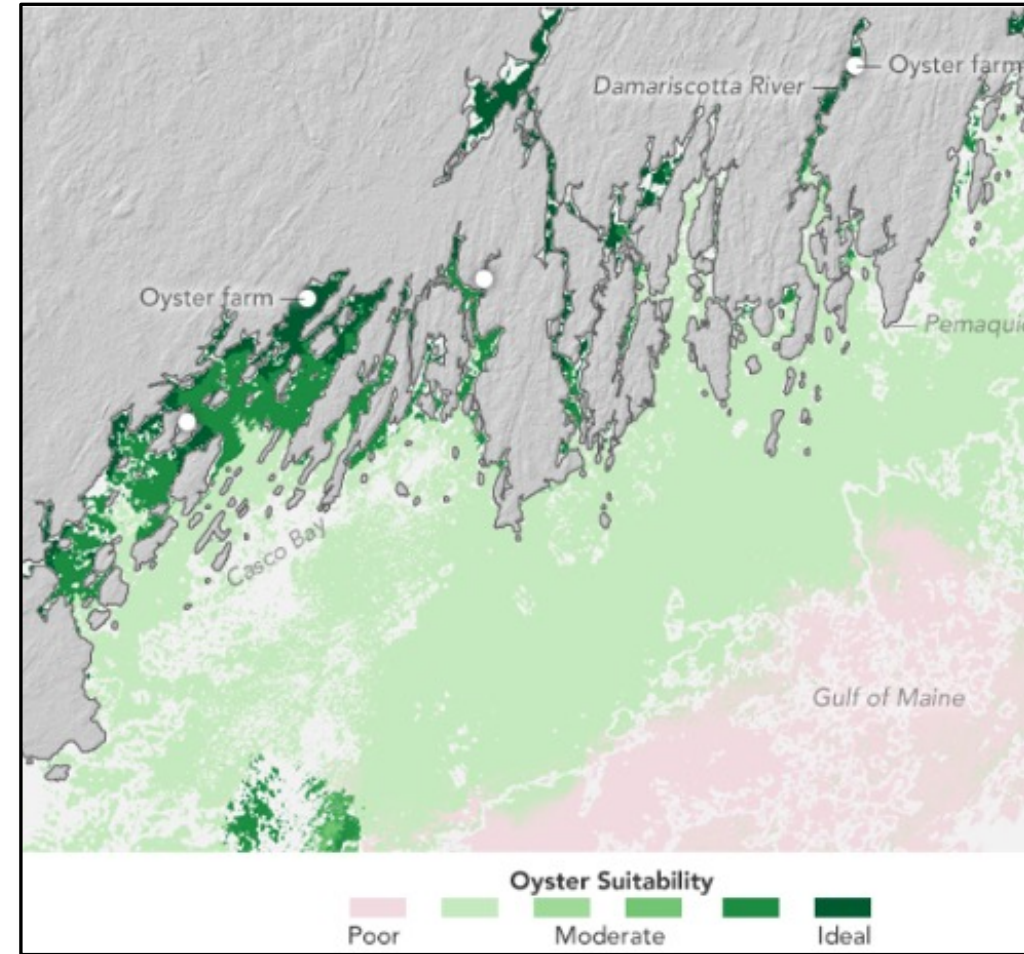 Damariscotta River
Oyster farm
Oyster farm
Casco Bay
Gulf of Maine
Oyster Suitability
Poor
Moderate
Ideal